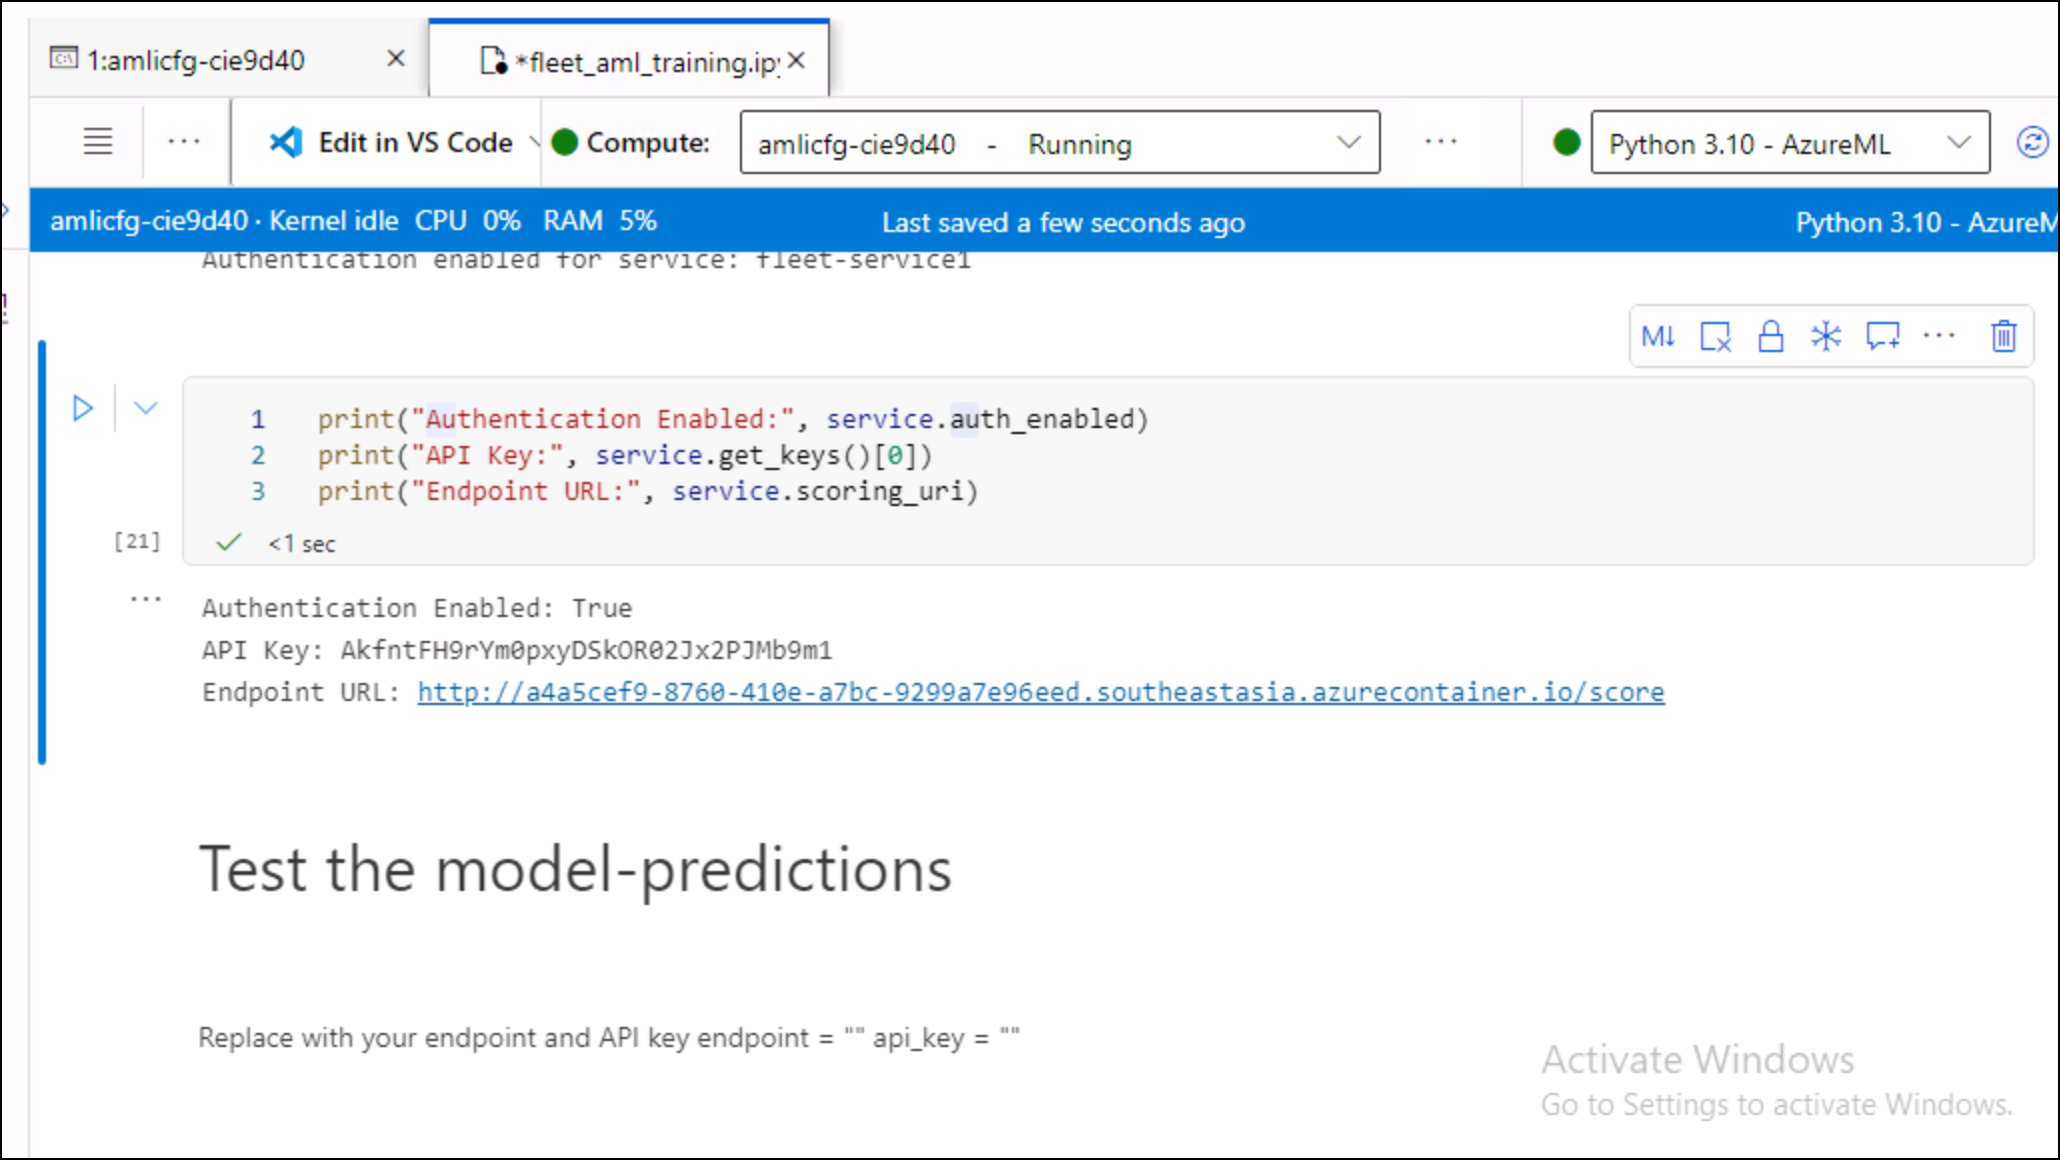 1:amlicfg-cie9d40
*fleet_aml_training.ipy
Edit in VS Code
Compute: amlicfg-cie9d40 - Running
Python 3.10 - AzureML
amlicfg-cie9d40 · Kernel idle CPU 0% RAM 5%
Last saved a few seconds ago
Python 3.10 - AzureM
Authentication enabled for service: fleet-service1
M↓
1 print("Authentication Enabled:", service.auth_enabled)
2 print("API Key:", service.get_keys()[0])
3 print("Endpoint URL:", service.scoring_uri)
[21] <1 sec
Authentication Enabled: True
API Key: AkfntFH9rYm0pxyDSkOR02Jx2PJMb9m1
Endpoint URL: http://a4a5cef9-8760-410e-a7bc-9299a7e96eed.southeastasia.azurecontainer.io/score
Test the model-predictions
Replace with your endpoint and API key endpoint = "" api_key = ""
Activate Windows
Go to Settings to activate Windows.